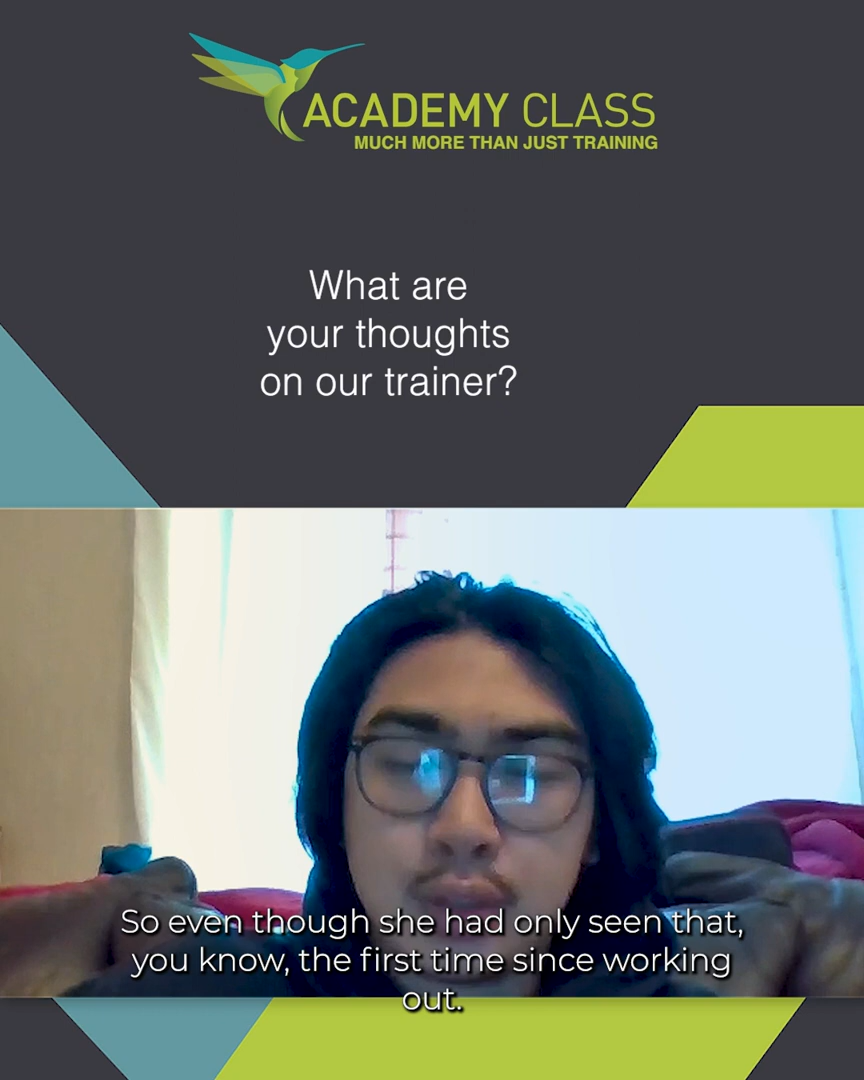 ACADEMY CLASS
MUCH MORE THAN JUST TRAINING
What are
your thoughts
on our trainer?
So even though she had only seen that,
you know, the first time since working
out.